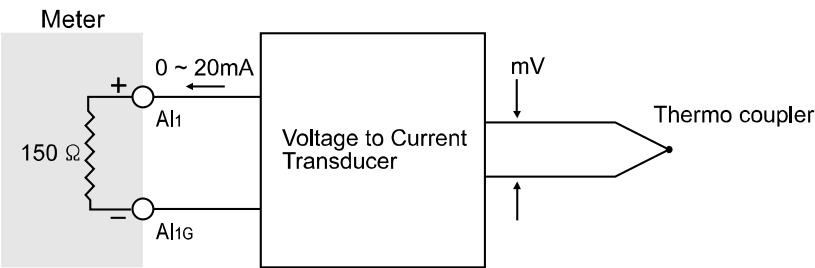 Meter
0 ~ 20mA
+
AI1
150 Ω
−
AI1G
Voltage to Current
Transducer
mV
Thermo coupler